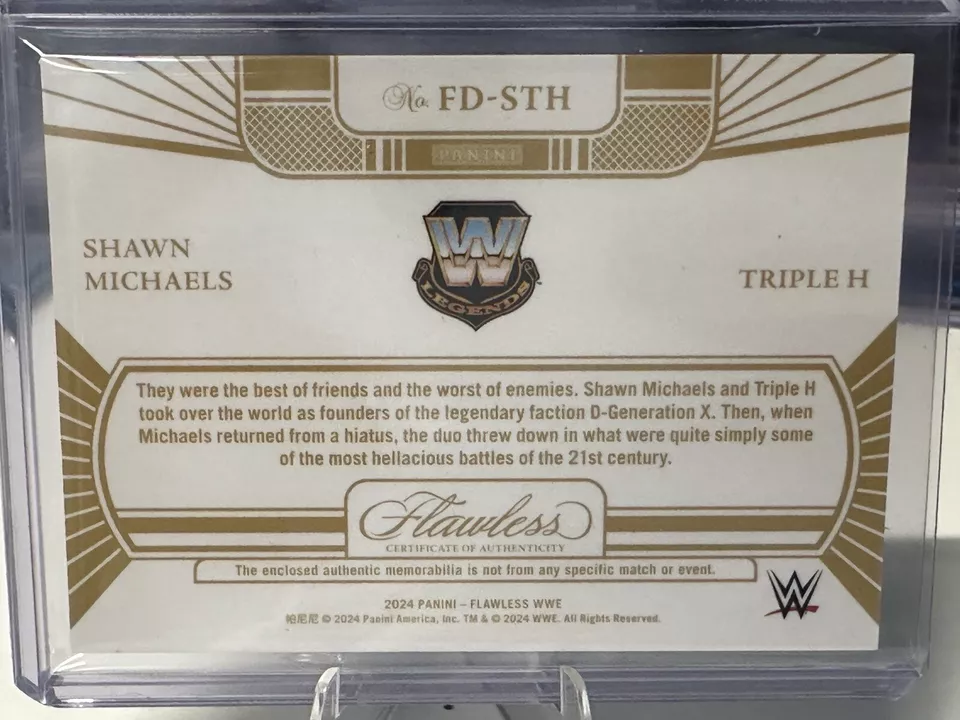 No. FD-STH
PANINI
SHAWN
MICHAELS
TRIPLE H
W
LEGENDS
They were the best of friends and the worst of enemies. Shawn Michaels and Triple H
took over the world as founders of the legendary faction D-Generation X. Then, when
Michaels returned from a hiatus, the duo threw down in what were quite simply some
of the most hellacious battles of the 21st century.
Flawless
CERTIFICATE OF AUTHENTICITY
The enclosed authentic memorabilia is not from any specific match or event.
W
2024 PANINI – FLAWLESS WWE
帕尼尼 © 2024 Panini America, Inc. TM & © 2024 WWE. All Rights Reserved.